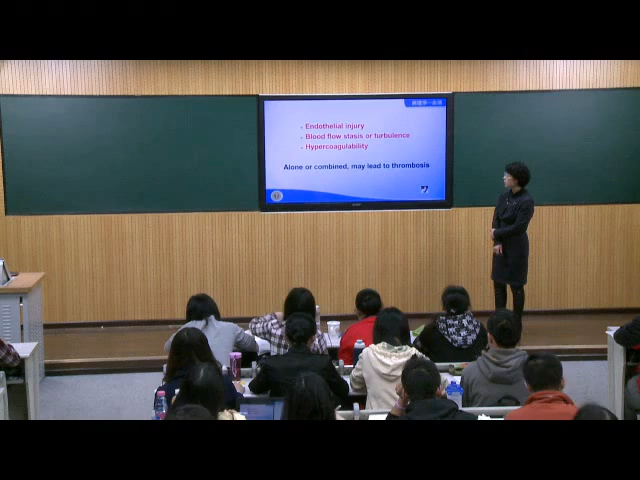 - Endothelial injury
- Blood flow stasis or turbulence
- Hypercoagulability
Alone or combined, may lead to thrombosis